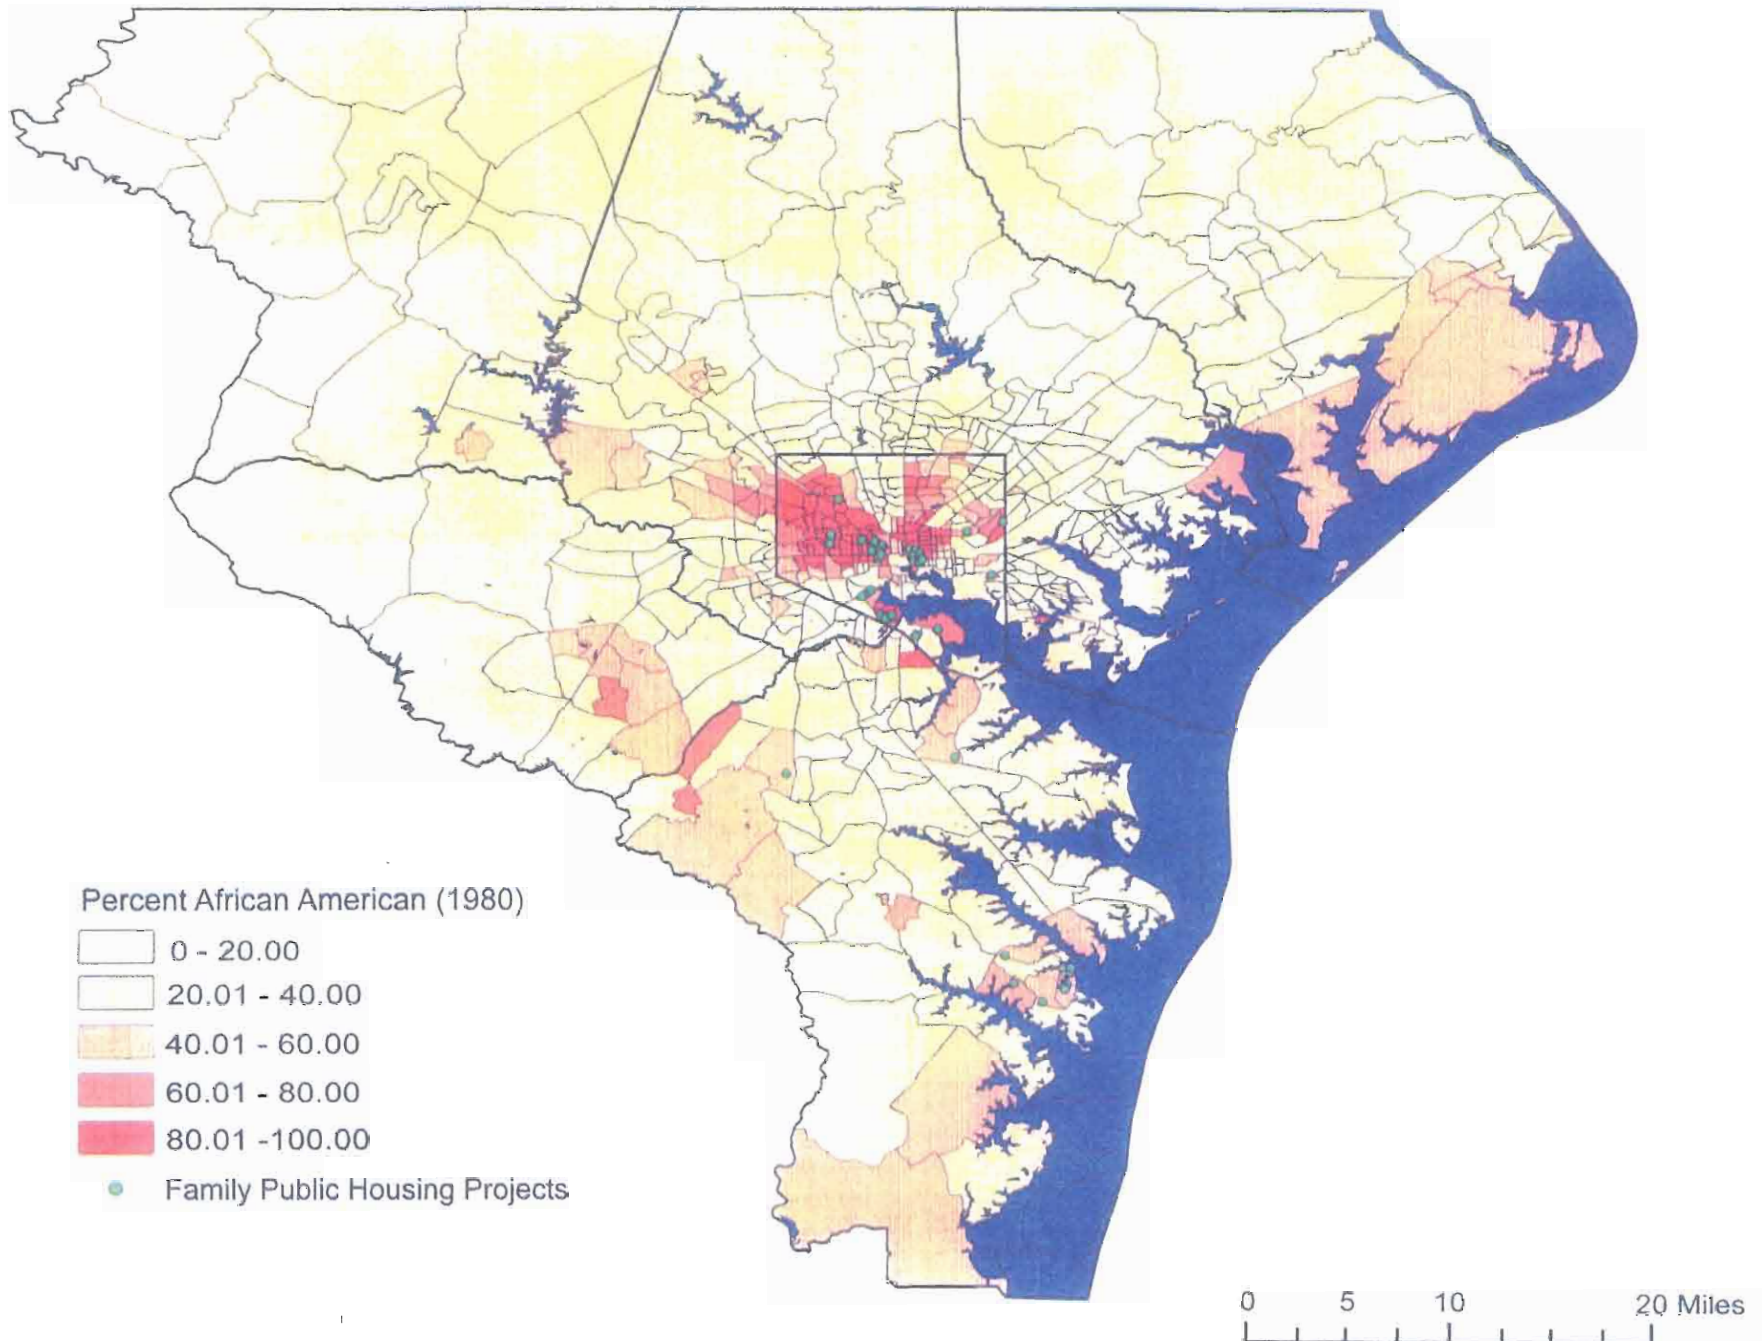 Percent African American (1980)
0 - 20.00
20.01 - 40.00
40.01 - 60.00
60.01 - 80.00
80.01 -100.00
Family Public Housing Projects
0 5 10 20 Miles